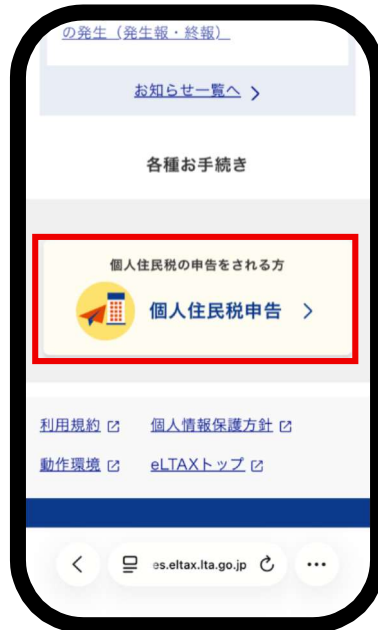 の発生（発生報・終報）
お知らせ一覧へ
各種お手続き
個人住民税の申告をされる方
個人住民税申告
利用規約 個人情報保護方針
動作環境 eLTAXトップ
es.eltax.lta.go.jp